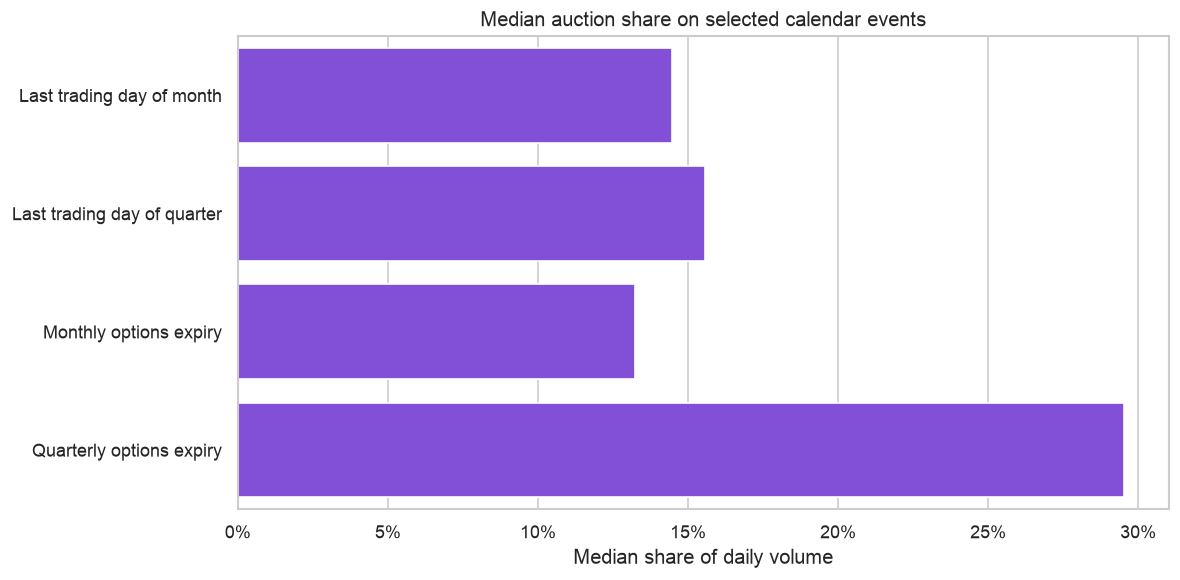 Median auction share on selected calendar events
Last trading day of month
Last trading day of quarter
Monthly options expiry
Quarterly options expiry
0% 5% 10% 15% 20% 25% 30%
Median share of daily volume